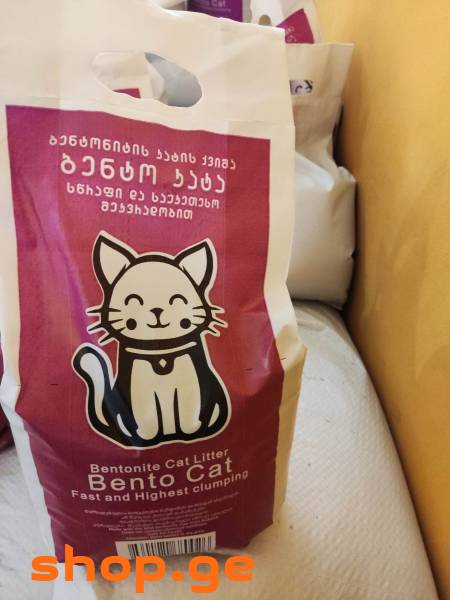 ბენტონიტის კატის ქვიშა
ბენტო კატა
სწრაფი და საუკეთესო
შეკვრადობით
Bentonite Cat Litter
Bento Cat
Fast and Highest clumping
shop.ge